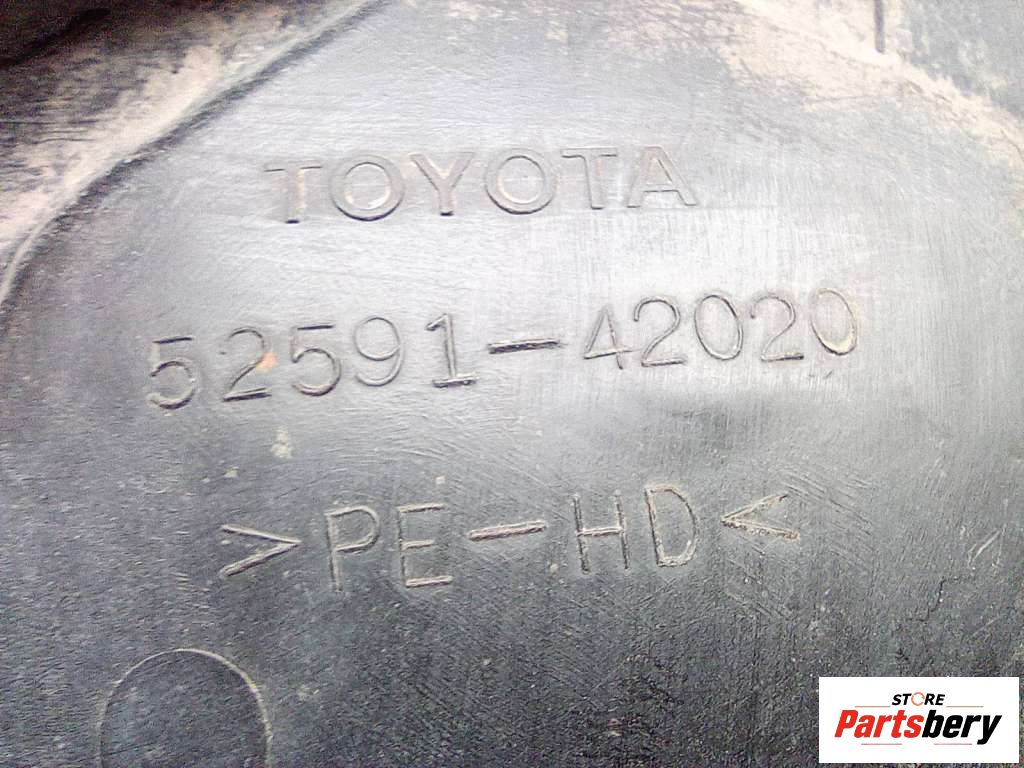 TOYOTA
52591-42020
>PE-HD<
STORE
Partsbery